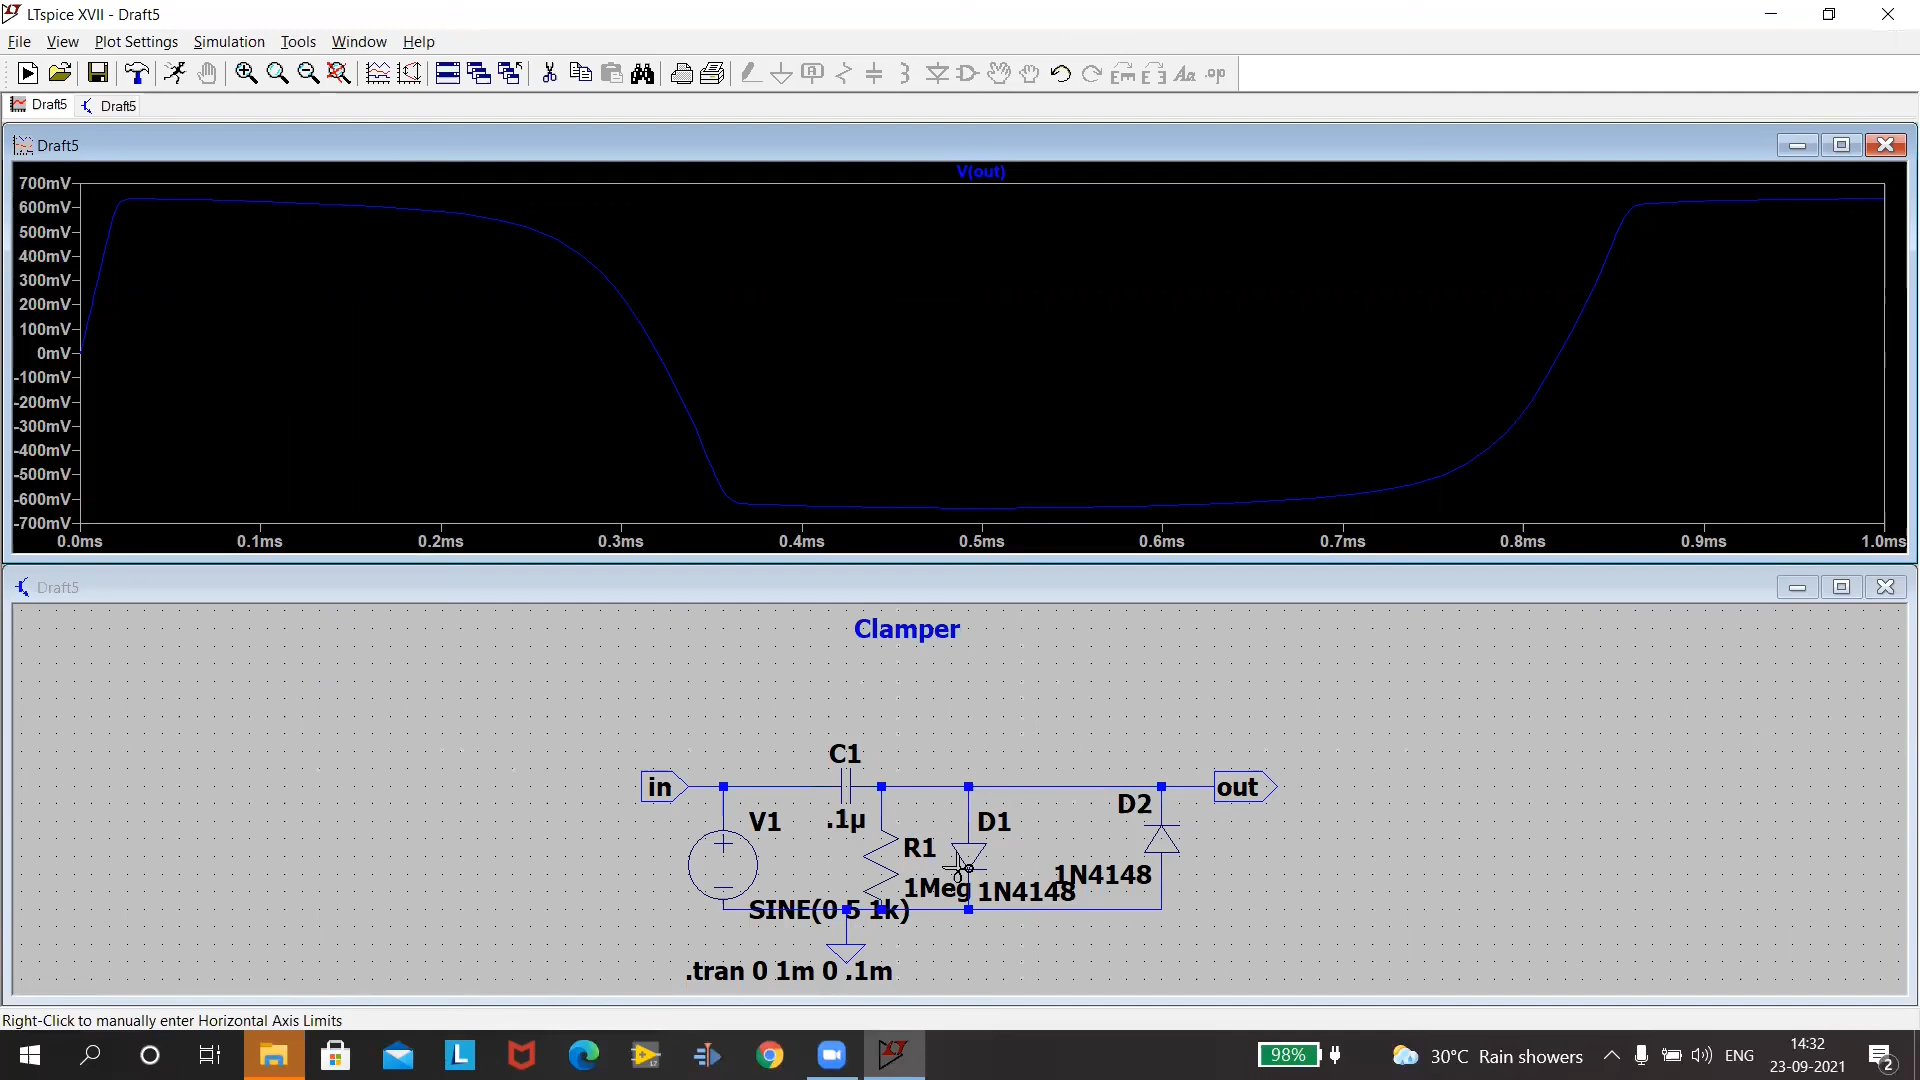 LTspice XVII - Draft5
File View Plot Settings Simulation Tools Window Help
Draft5 Draft5
Draft5
V(out)
700mV
600mV
500mV
400mV
300mV
200mV
100mV
0mV
-100mV
-200mV
-300mV
-400mV
-500mV
-600mV
-700mV
0.0ms 0.1ms 0.2ms 0.3ms 0.4ms 0.5ms 0.6ms 0.7ms 0.8ms 0.9ms 1.0ms
Draft5
Clamper
C1
in
out
D2
V1
.1µ
D1
R1
1N4148
1Meg
1N4148
SINE(0 5 1k)
.tran 0 1m 0 .1m
Right-Click to manually enter Horizontal Axis Limits
98%
30°C Rain showers
ENG
14:32
23-09-2021
2